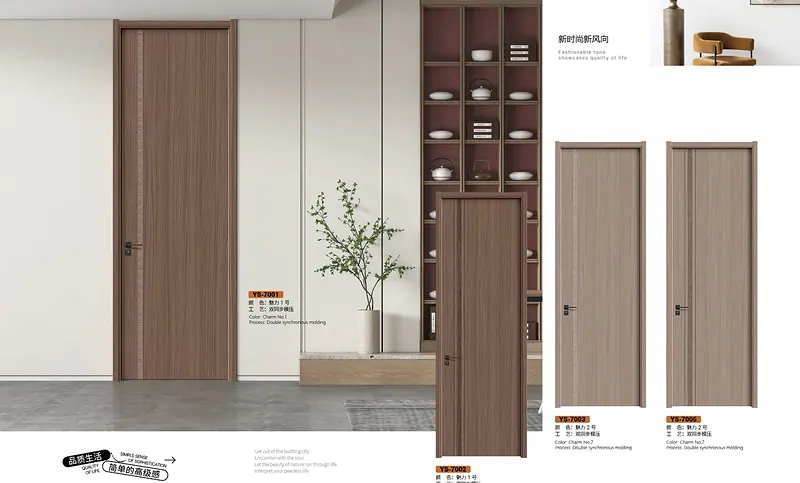 新时尚新风向
Fashionable tone
showcases quality of life
YS-7001
颜 色：魅力1号
工 艺：双同步模压
Color: Charm No.1
Process: Double synchronous molding
YS-7003
颜 色：魅力2号
工 艺：双同步模压
Color: Charm No.2
Process: Double synchronous molding
YS-7005
颜 色：魅力2号
工 艺：双同步模压
Color: Charm No.2
Process: Double synchronous molding
品质生活
SIMPLE SENSE
OF SOPHISTICATION
QUALITY
OF LIFE
简单的高级感
Get out of the bustling city
Encounter with the
Let the beauty of nature run through life
Interpret your peerless life
YS-7002
颜 色：魅力1号